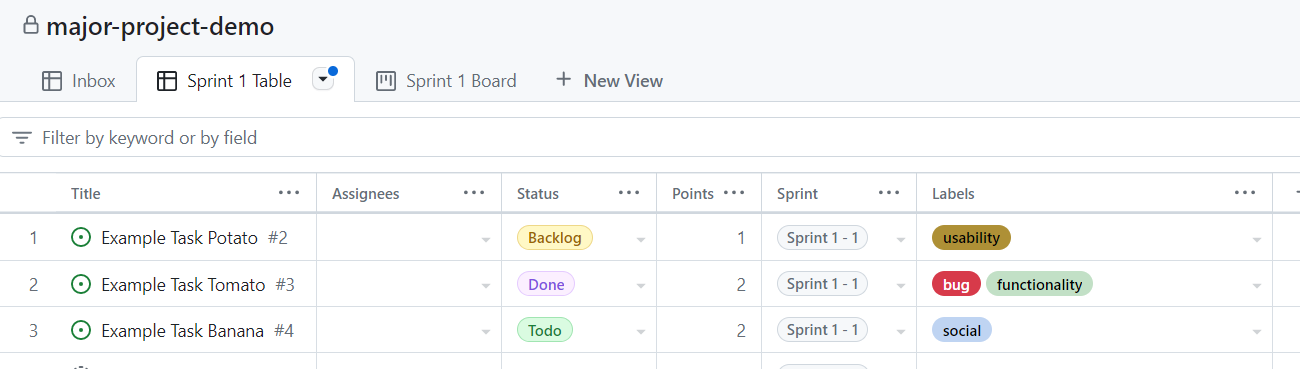 major-project-demo
Inbox Sprint 1 Table Sprint 1 Board + New View
Filter by keyword or by field
Title ... Assignees ... Status ... Points ... Sprint ... Labels ...
1 Example Task Potato #2 Backlog 1 Sprint 1 - 1 usability
2 Example Task Tomato #3 Done 2 Sprint 1 - 1 bug functionality
3 Example Task Banana #4 Todo 2 Sprint 1 - 1 social